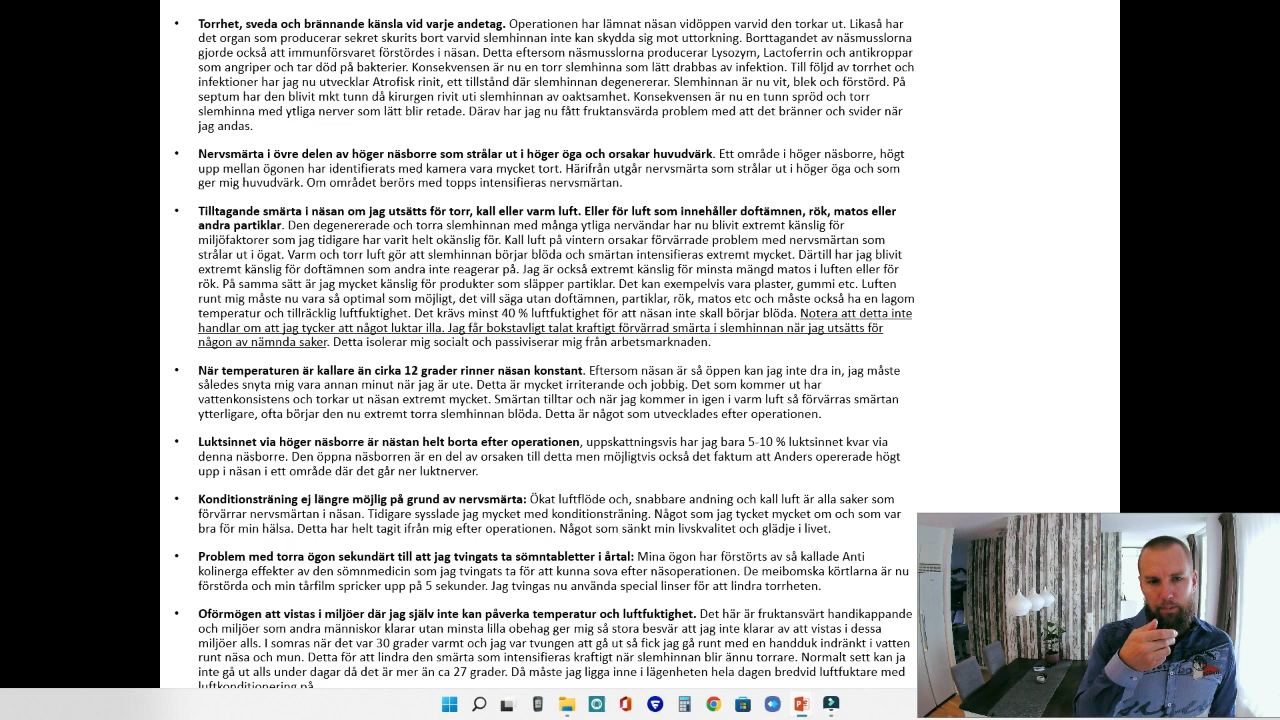 • Torrhet, sveda och brännande känsla vid varje andetag. Operationen har lämnat näsan vidöppen varvid den torkar ut. Likaså har
det organ som producerar sekret skurits bort varvid slemhinnan inte kan skydda sig mot uttorkning. Borttagandet av näsmusslorna
gjorde också att immunförsvaret förstördes i näsan. Detta eftersom näsmusslorna producerar Lysozym, Lactoferrin och antikroppar
som angriper och tar död på bakterier. Konsekvensen är nu en torr slemhinna som lätt drabbas av infektion. Till följd av torrhet och
infektioner har jag nu utvecklar Atrofisk rinit, ett tillstånd där slemhinnan degenererar. Slemhinnan är nu vit, blek och förstörd. På
septum har den blivit mkt tunn då kirurgen rivit uti slemhinnan av oaktsamhet. Konsekvensen är nu en tunn spröd och torr
slemhinna med ytliga nerver som lätt blir retade. Därav har jag nu fått fruktansvärda problem med att det bränner och svider när
jag andas.
• Nervsmärta i övre delen av höger näsborre som strålar ut i höger öga och orsakar huvudvärk. Ett område i höger näsborre, högt
upp mellan ögonen har identifierats med kamera vara mycket tort. Härifrån utgår nervsmärta som strålar ut i höger öga och som
ger mig huvudvärk. Om området berörs med topps intensifieras nervsmärtan.
• Tilltagande smärta i näsan om jag utsätts för torr, kall eller varm luft. Eller för luft som innehåller doftämnen, rök, matos eller
andra partiklar. Den degenererade och torra slemhinnan med många ytliga nervändar har nu blivit extremt känslig för
miljöfaktorer som jag tidigare har varit helt okänslig för. Kall luft på vintern orsakar förvärrade problem med nervsmärtan som
strålar ut i ögat. Varm och torr luft gör att slemhinnan börjar blöda och smärtan intensifieras extremt mycket. Därtill har jag blivit
extremt känslig för doftämnen som andra inte reagerar på. Jag är också extremt känslig för minsta mängd matos i luften eller för
rök. På samma sätt är jag mycket känslig för produkter som släpper partiklar. Det kan exempelvis vara plaster, gummi etc. Luften
runt mig måste nu vara så optimal som möjligt, det vill säga utan doftämnen, partiklar, rök, matos etc och måste också ha en lagom
temperatur och tillräcklig luftfuktighet. Det krävs minst 40 % luftfuktighet för att näsan inte skall börjar blöda. Notera att detta inte
handlar om att jag tycker att något luktar illa. Jag får bokstavligt talat kraftigt förvärrad smärta i slemhinnan när jag utsätts för
någon av nämnda saker. Detta isolerar mig socialt och passiviserar mig från arbetsmarknaden.
• När temperaturen är kallare än cirka 12 grader rinner näsan konstant. Eftersom näsan är så öppen kan jag inte dra in, jag måste
således snyta mig vara annan minut när jag är ute. Detta är mycket irriterande och jobbig. Det som kommer ut har
vattenkonsistens och torkar ut näsan extremt mycket. Smärtan tilltar och när jag kommer in igen i varm luft så förvärras smärtan
ytterligare, ofta börjar den nu extremt torra slemhinnan blöda. Detta är något som utvecklades efter operationen.
• Luktsinnet via höger näsborre är nästan helt borta efter operationen, uppskattningsvis har jag bara 5-10 % luktsinnet kvar via
denna näsborre. Den öppna näsborren är en del av orsaken till detta men möjligtvis också det faktum att Anders opererade högt
upp i näsan i ett område där det går ner luktnerver.
• Konditionsträning ej längre möjlig på grund av nervsmärta: Ökat luftflöde och, snabbare andning och kall luft är alla saker som
förvärrar nervsmärtan i näsan. Tidigare sysslade jag mycket med konditionsträning. Något som jag tycket mycket om och som var
bra för min hälsa. Detta har helt tagit ifrån mig efter operationen. Något som sänkt min livskvalitet och glädje i livet.
• Problem med torra ögon sekundärt till att jag tvingats ta sömntabletter i årtal: Mina ögon har förstörts av så kallade Anti
kolinerga effekter av den sömnmedicin som jag tvingats ta för att kunna sova efter näsoperationen. De meibomska körtlarna är nu
förstörda och min tårfilm spricker upp på 5 sekunder. Jag tvingas nu använda special linser för att lindra torrheten.
• Oförmögen att vistas i miljöer där jag själv inte kan påverka temperatur och luftfuktighet. Det här är fruktansvärt handikappande
och miljöer som andra människor klarar utan minsta lilla obehag ger mig så stora besvär att jag inte klarar av att vistas i dessa
miljöer alls. I somras när det var 30 grader varmt och jag var tvungen att gå ut så fick jag gå runt med en handduk indränkt i vatten
runt näsa och mun. Detta för att lindra den smärta som intensifieras kraftigt när slemhinnan blir ännu torrare. Normalt sett kan ja
inte gå ut alls under dagar då det är mer än ca 27 grader. Då måste jag ligga inne i lägenheten hela dagen bredvid luftfuktare med
luftkonditionering på.